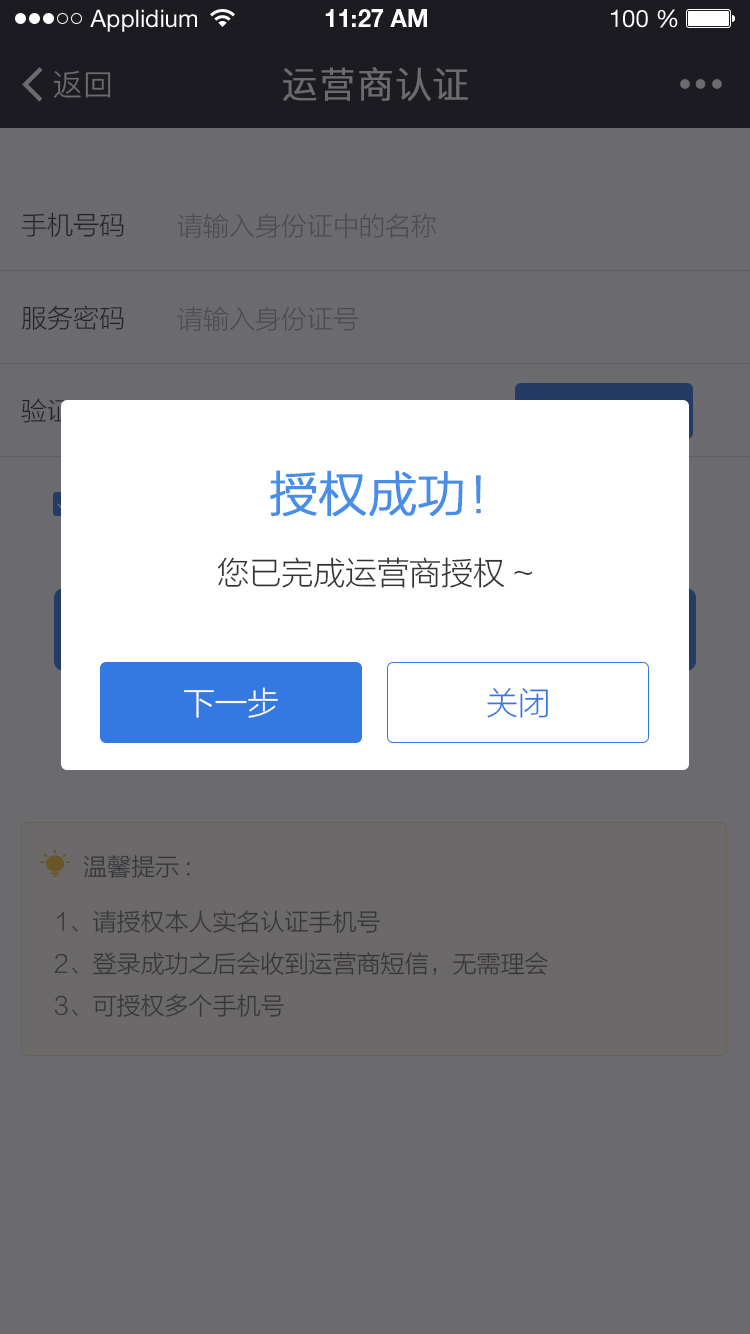 Applidium 11:27 AM 100 %
返回 运营商认证
手机号码 请输入身份证中的名称
服务密码 请输入身份证号
验证
授权成功!
您已完成运营商授权 ~
下一步 关闭
温馨提示 :
1、请授权本人实名认证手机号
2、登录成功之后会收到运营商短信，无需理会
3、可授权多个手机号